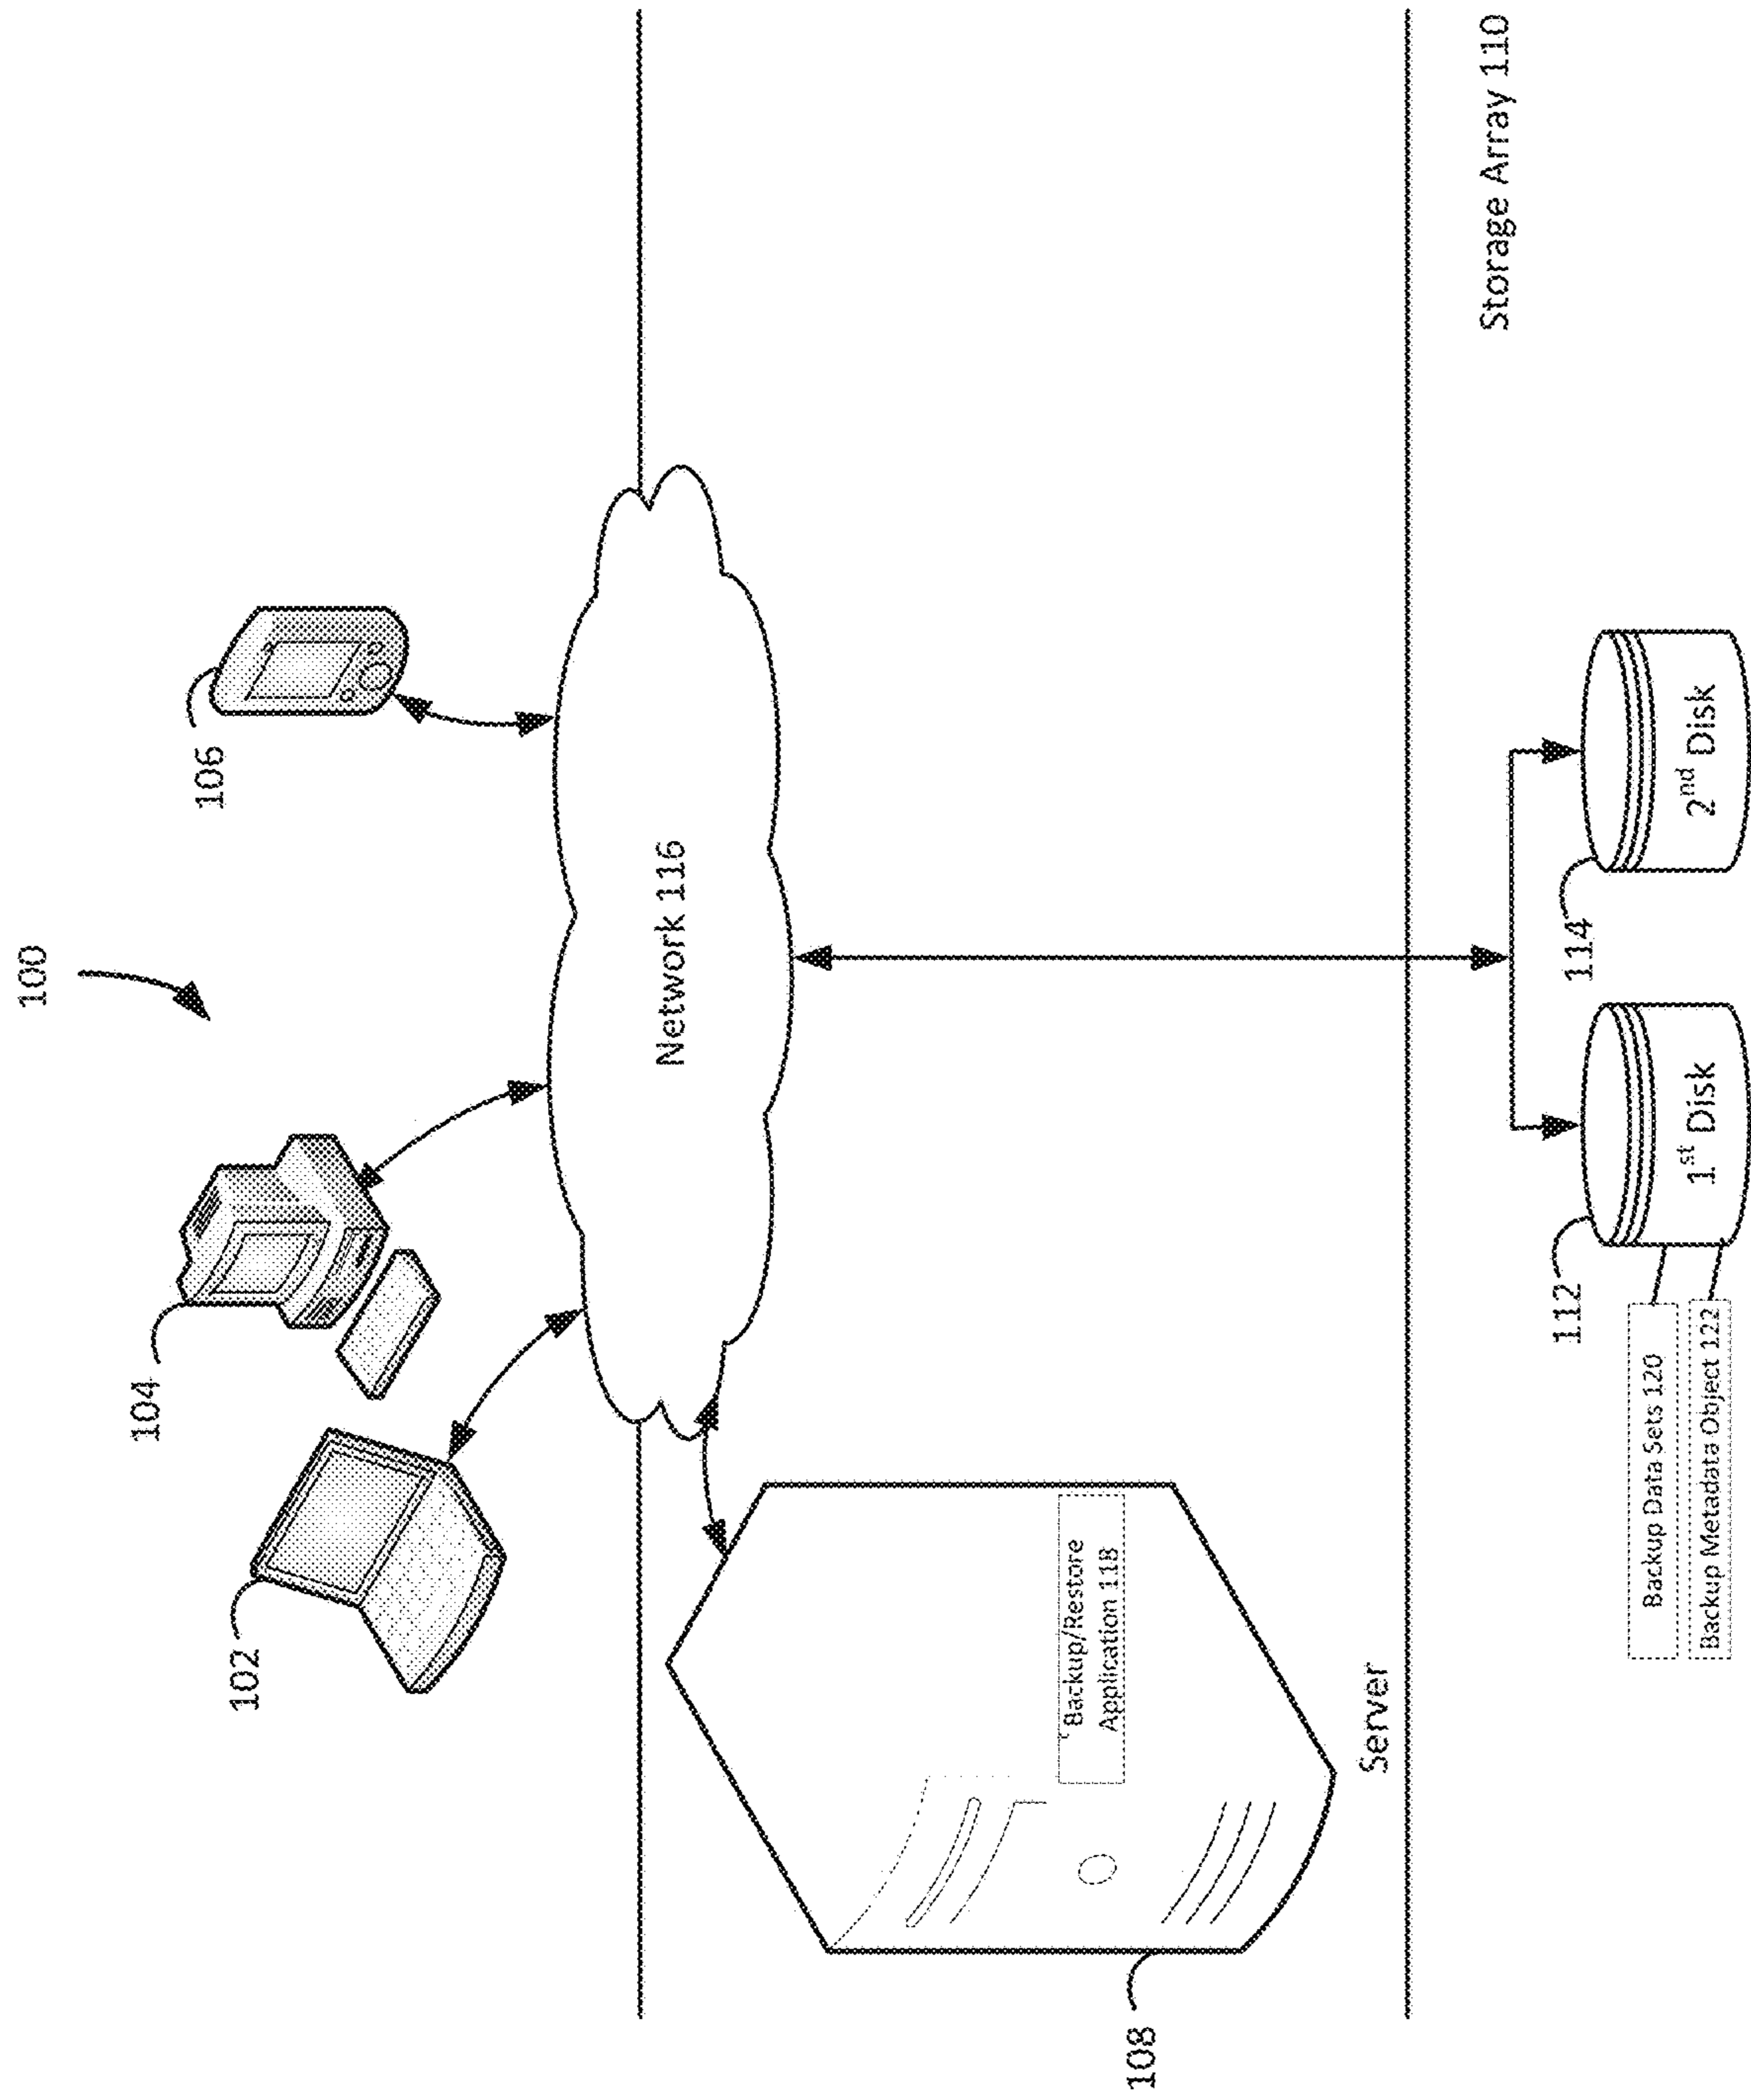 100
102
104
106
Network 116
108
Backup/Restore
Application 118
Server
Storage Array 110
112
114
1st Disk
2nd Disk
Backup Data Sets 120
Backup Metadata Object 122